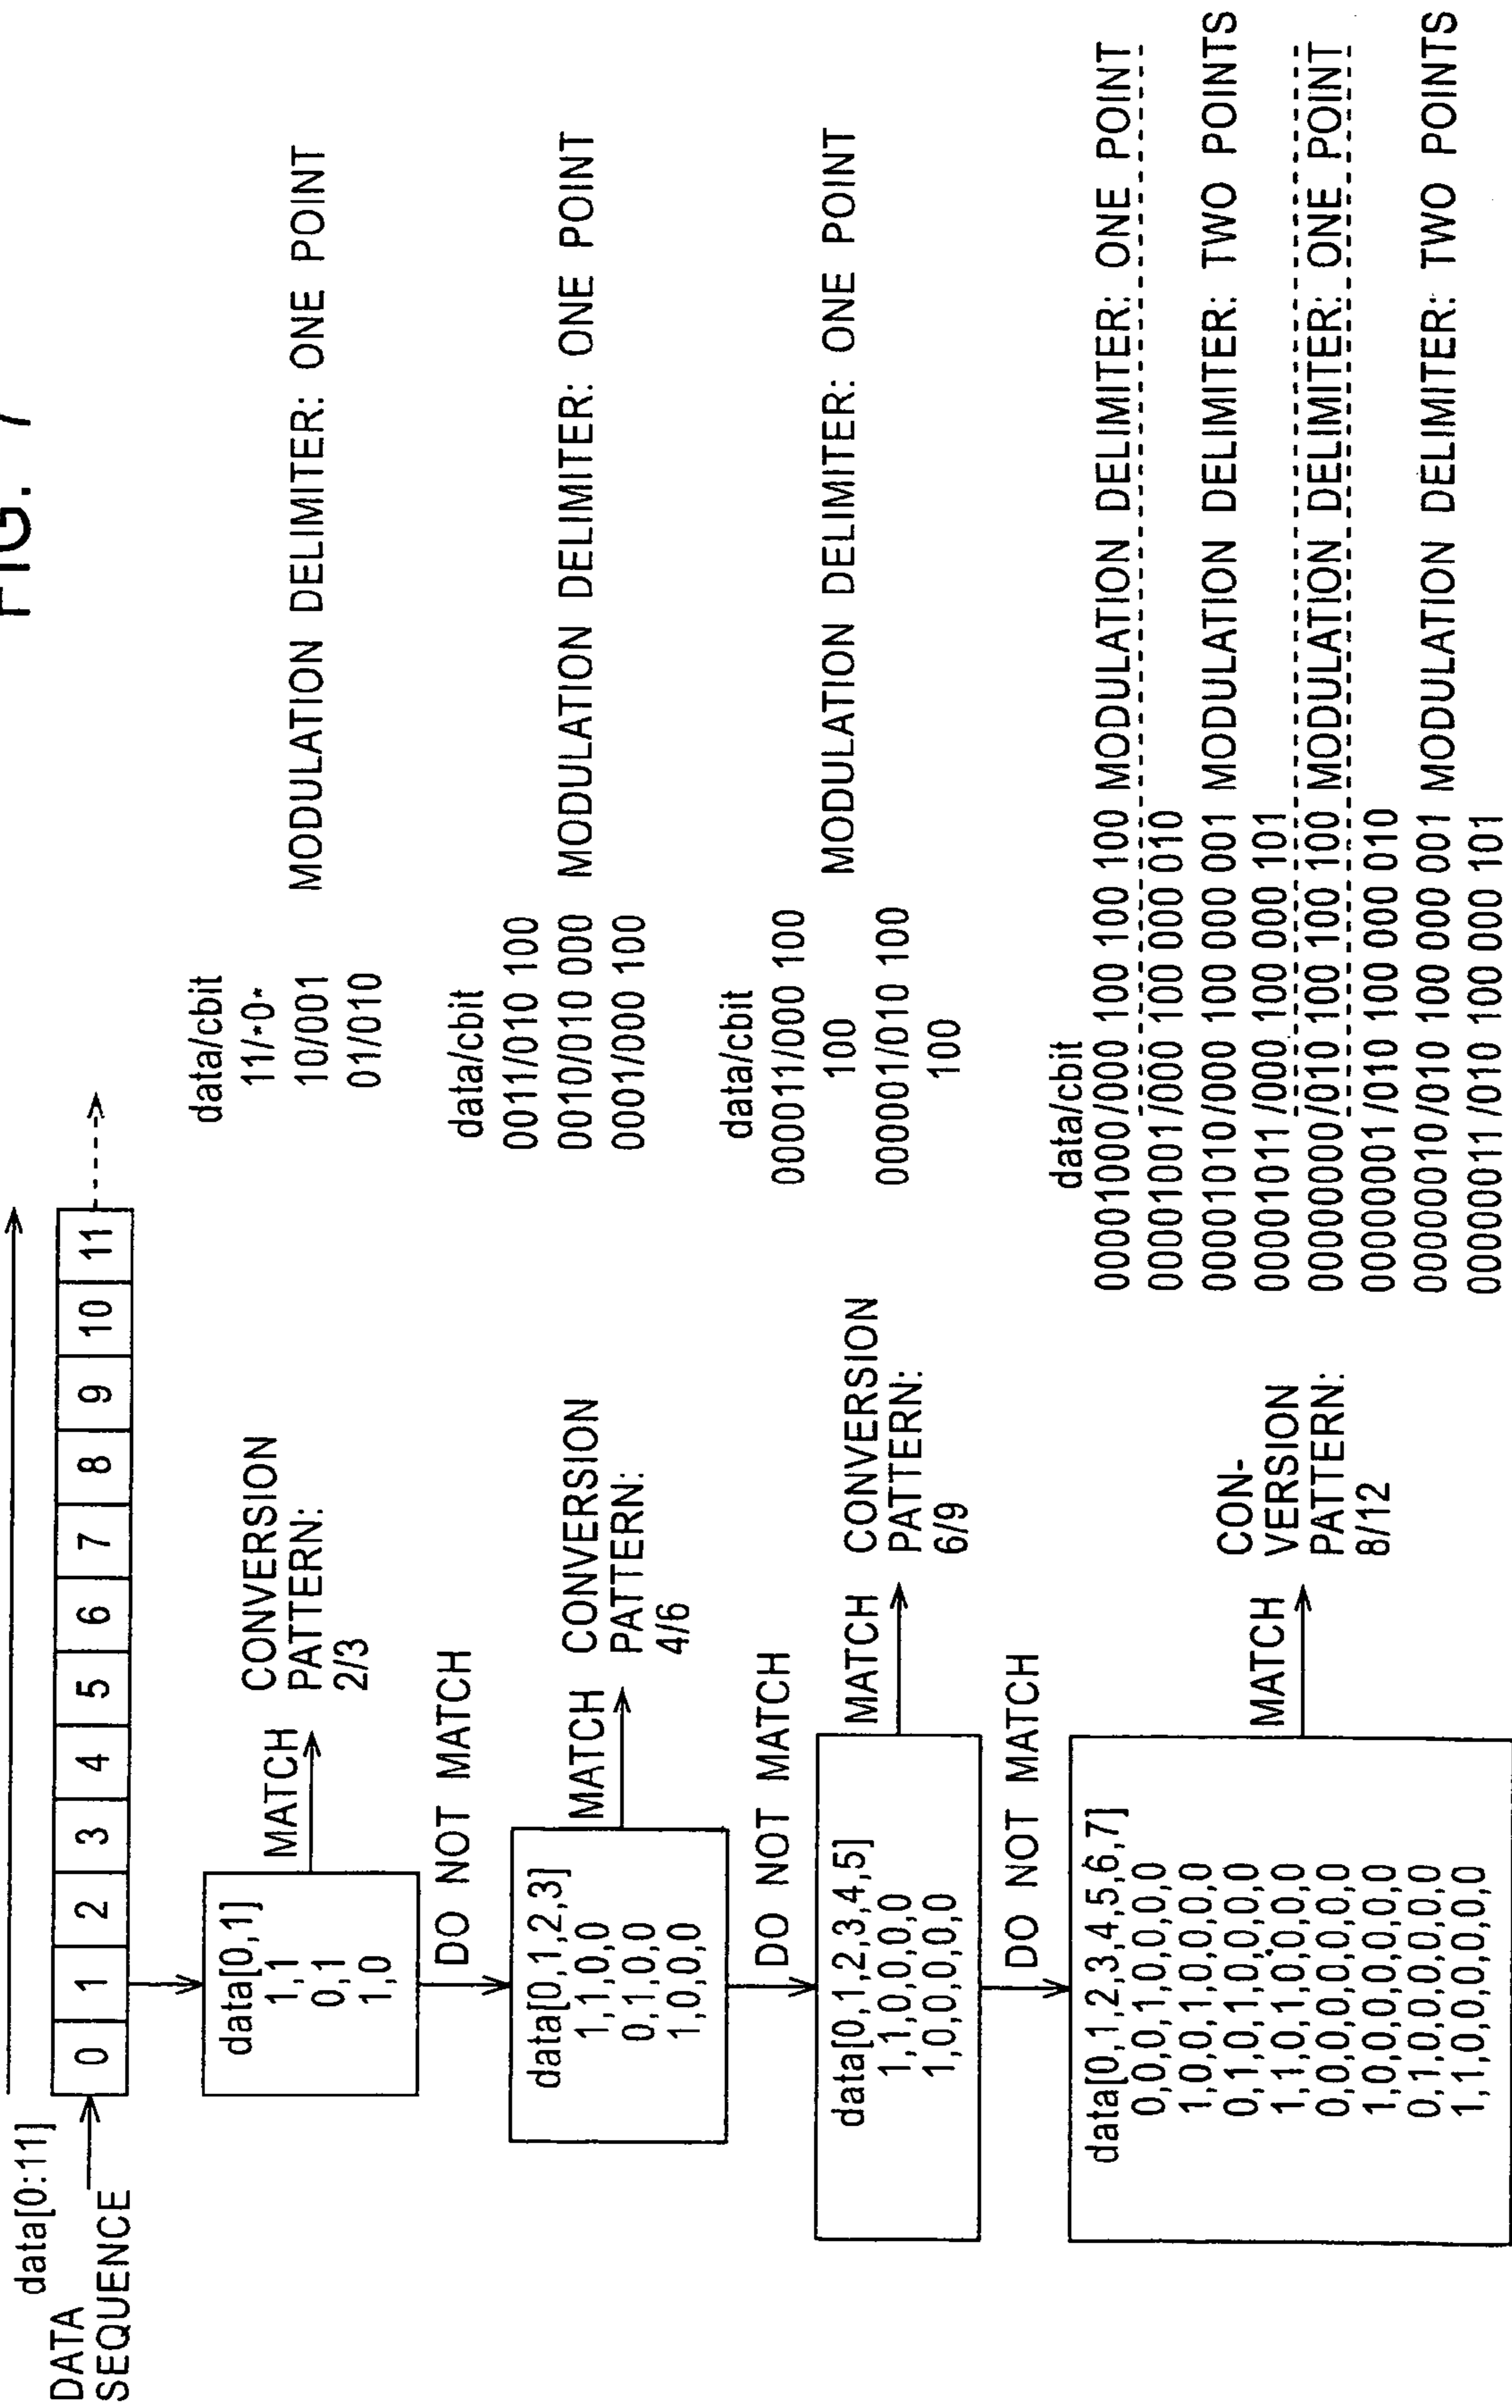 FIG. 7
data[0:11]
DATA
SEQUENCE
0 1 2 3 4 5 6 7 8 9 10 11
data[0,1]
1,1
0,1
1,0
MATCH
CONVERSION
PATTERN:
2/3
data/cbit
11/*0*
10/001
01/010
MODULATION DELIMITER: ONE POINT
DO NOT MATCH
data[0,1,2,3]
1,1,0,0
0,1,0,0
1,0,0,0
MATCH
CONVERSION
PATTERN:
4/6
data/cbit
0011/010 100
0010/010 000
0001/000 100
MODULATION DELIMITER: ONE POINT
DO NOT MATCH
data[0,1,2,3,4,5]
1,1,0,0,0,0
1,0,0,0,0,0
MATCH
CONVERSION
PATTERN:
6/9
data/cbit
000011/000 100
100
000001/010 100
100
MODULATION DELIMITER: ONE POINT
DO NOT MATCH
data[0,1,2,3,4,5,6,7]
0,0,0,1,0,0,0,0
1,0,0,1,0,0,0,0
0,1,0,1,0,0,0,0
1,1,0,1,0,0,0,0
0,0,0,0,0,0,0,0
1,0,0,0,0,0,0,0
0,1,0,0,0,0,0,0
1,1,0,0,0,0,0,0
MATCH
CON-
VERSION
PATTERN:
8/12
data/cbit
00001000/000 100 100 100 MODULATION DELIMITER: ONE POINT
00001001/000 100 000 010
00001010/000 100 000 001 MODULATION DELIMITER: TWO POINTS
00001011/000 100 000 101
00000000/010 100 100 100 MODULATION DELIMITER: ONE POINT
00000001/010 100 000 010
00000010/010 100 000 001 MODULATION DELIMITER: TWO POINTS
00000011/010 100 000 101